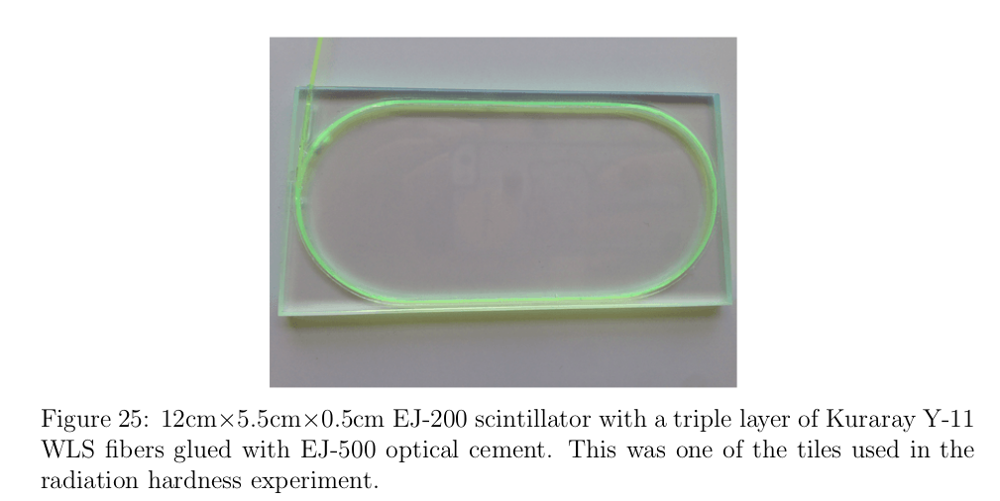 Figure 25: 12cm×5.5cm×0.5cm EJ-200 scintillator with a triple layer of Kuraray Y-11
WLS fibers glued with EJ-500 optical cement. This was one of the tiles used in the
radiation hardness experiment.